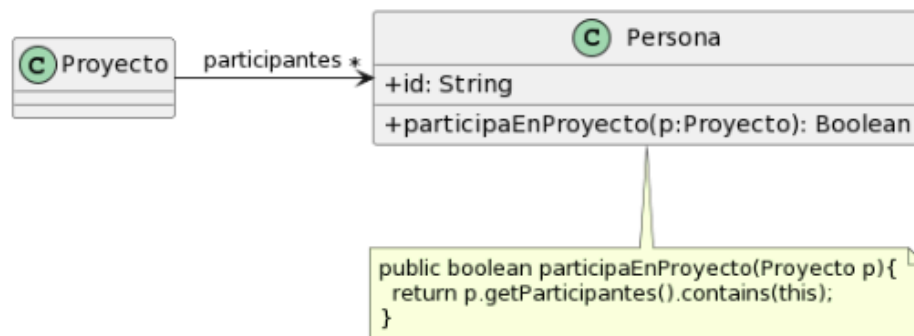 C Proyecto
participantes *
C Persona
+id: String
+participaEnProyecto(p:Proyecto): Boolean
public boolean participaEnProyecto(Proyecto p){
return p.getParticipantes().contains(this);
}